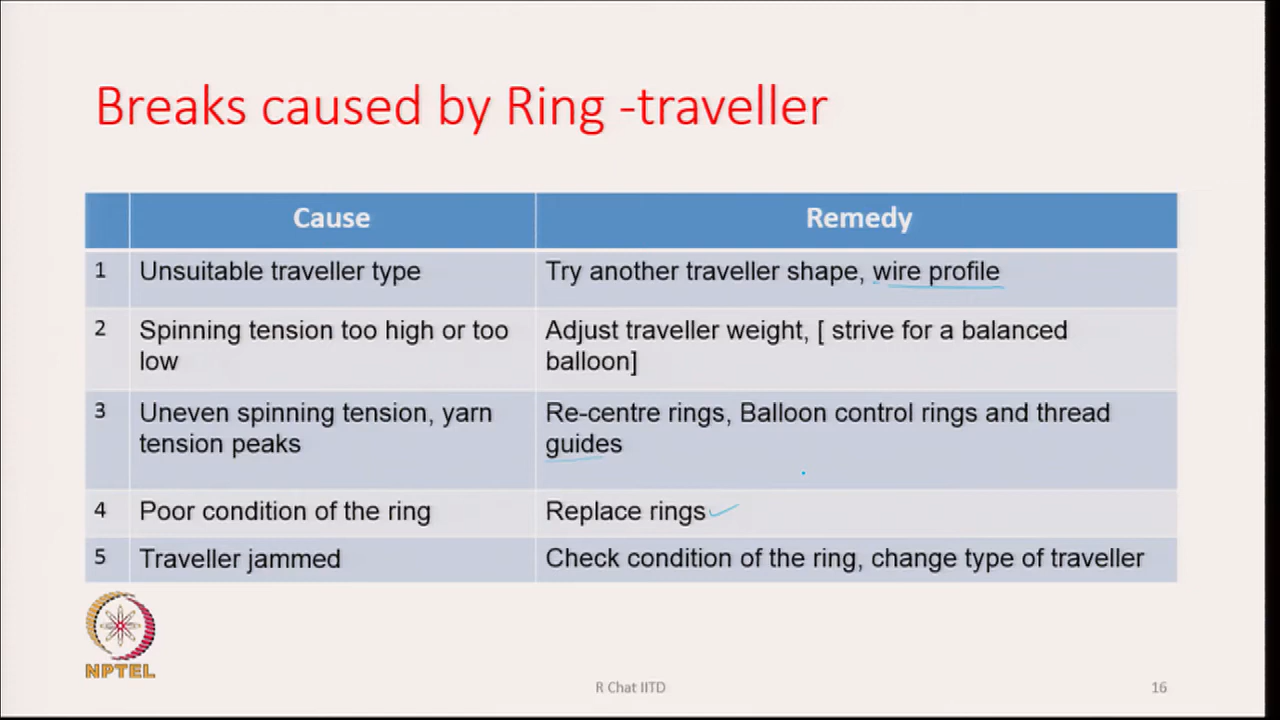 Breaks caused by Ring -traveller
Cause Remedy
1 Unsuitable traveller type Try another traveller shape, wire profile
2 Spinning tension too high or too low Adjust traveller weight, [ strive for a balanced balloon]
3 Uneven spinning tension, yarn tension peaks Re-centre rings, Balloon control rings and thread guides
4 Poor condition of the ring Replace rings
5 Traveller jammed Check condition of the ring, change type of traveller
NPTEL
R Chat IITD 16